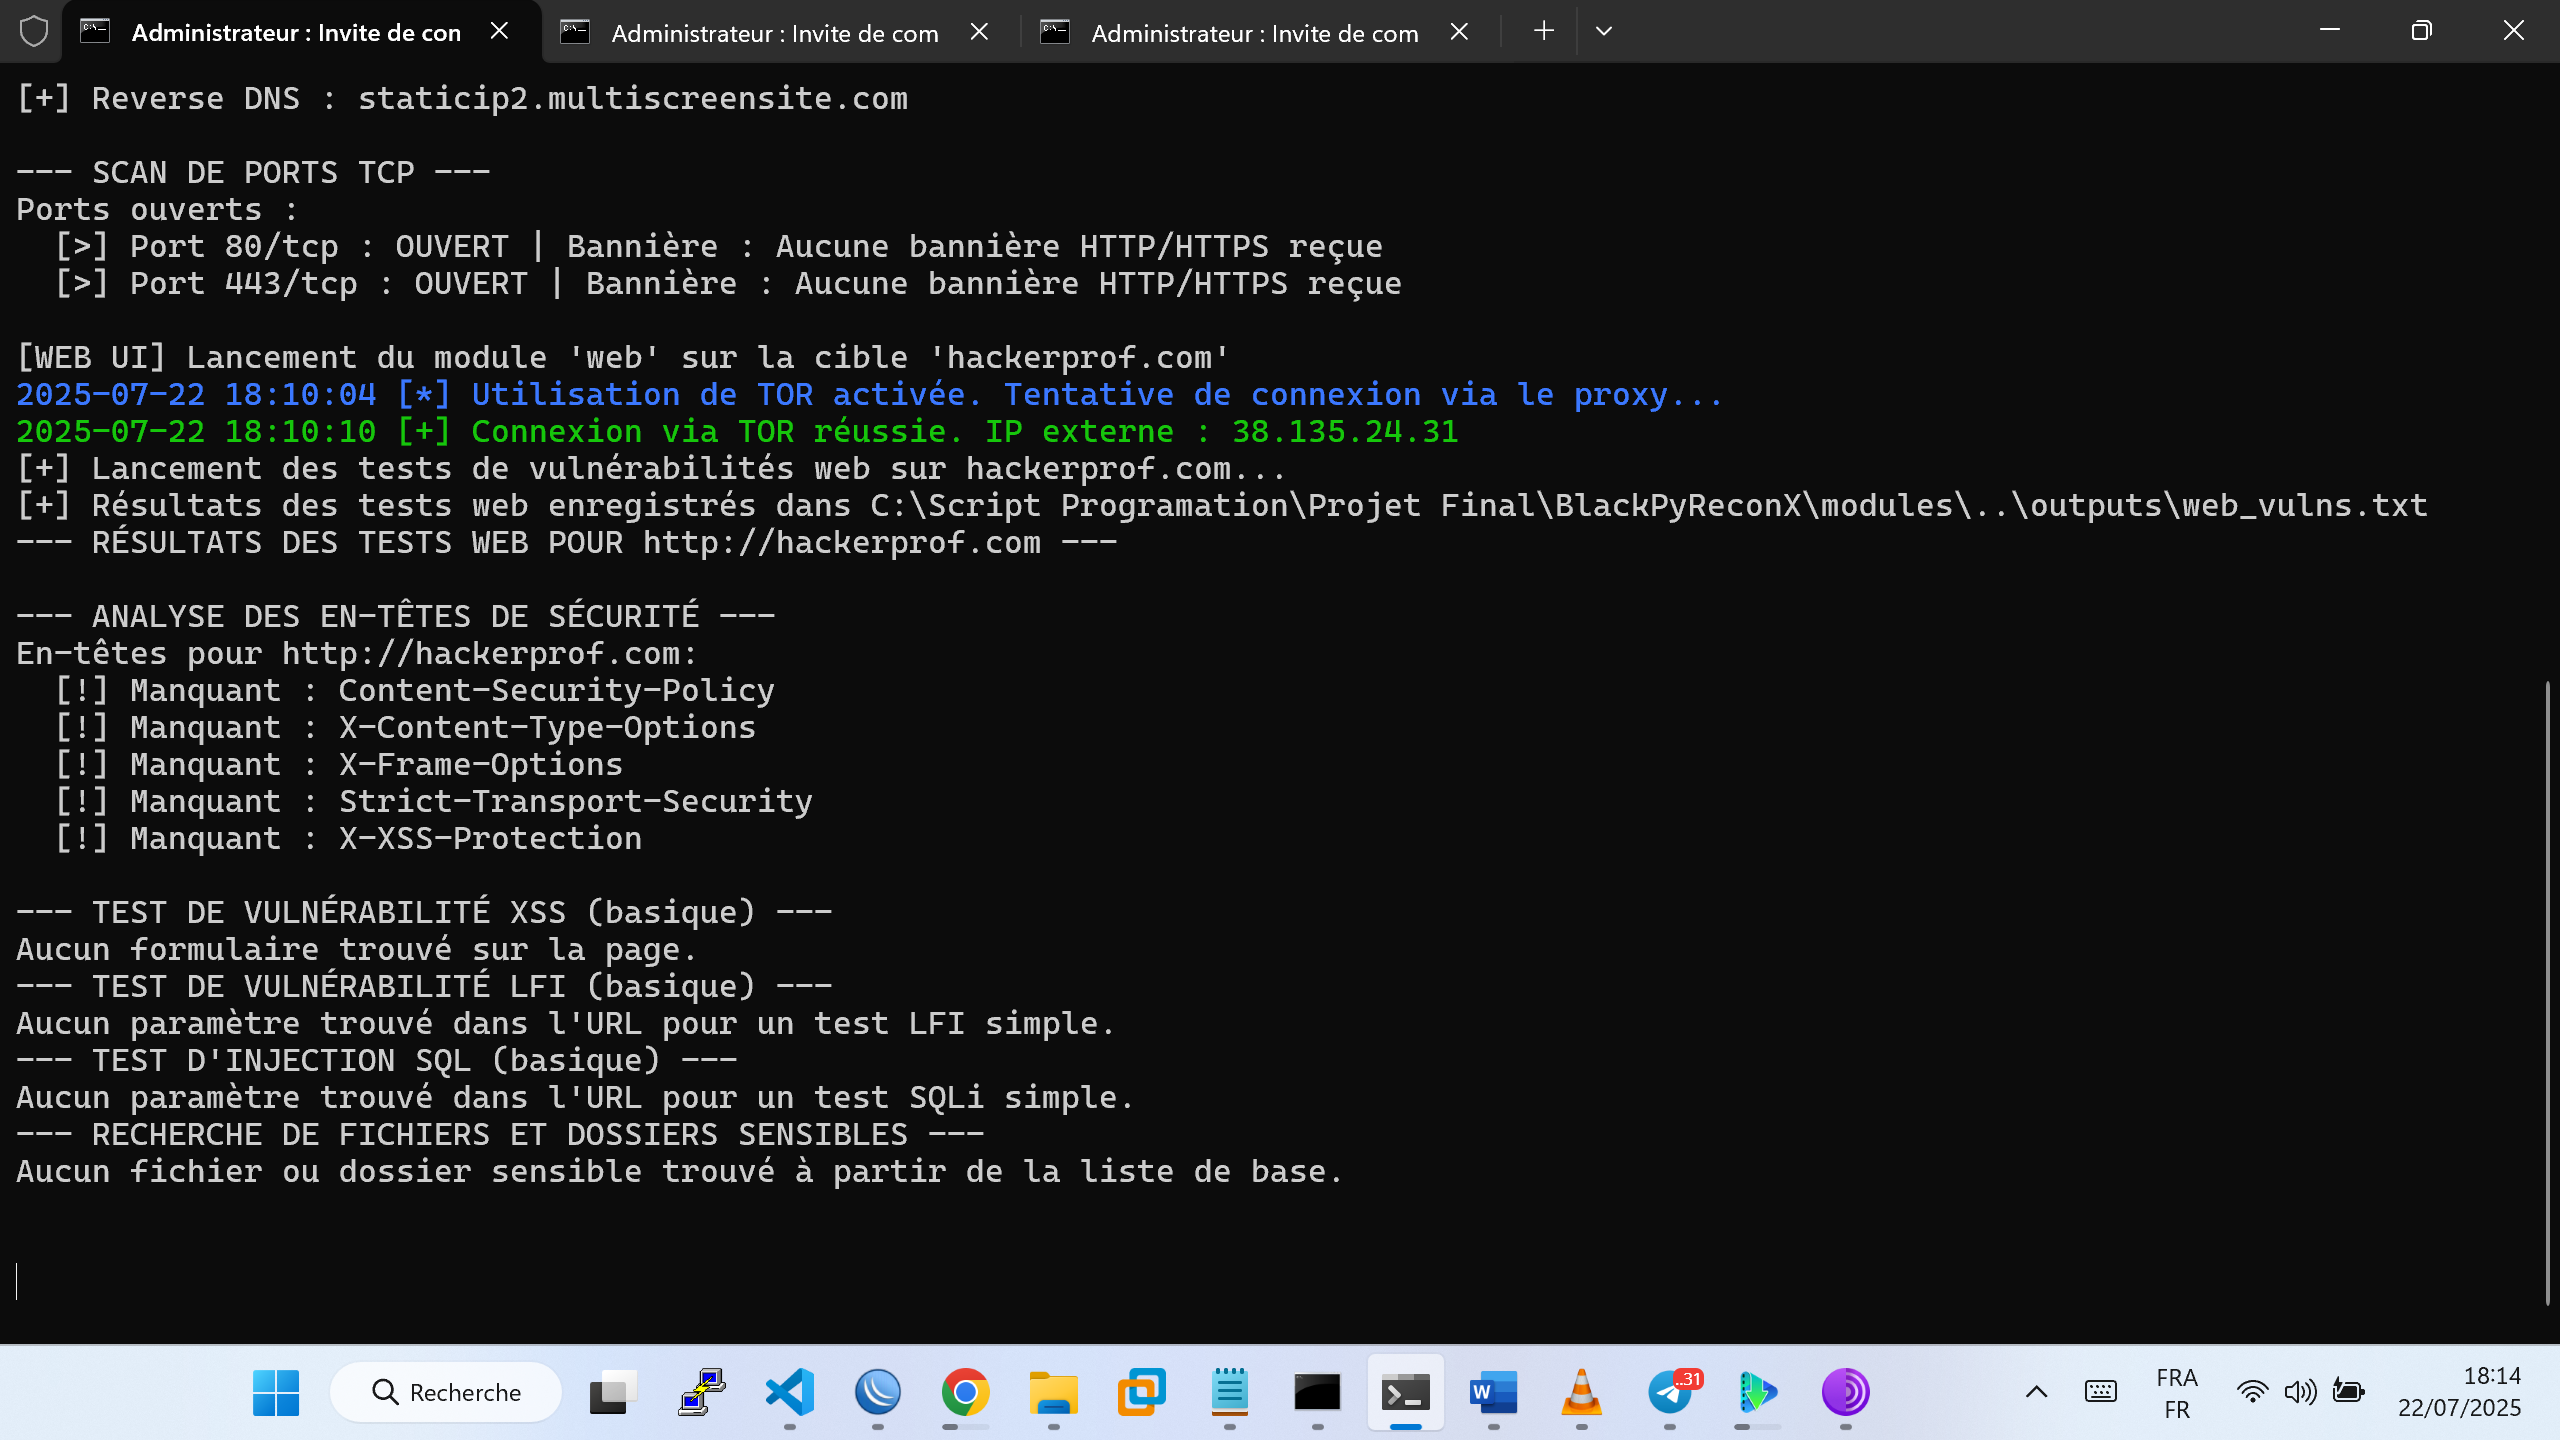 Administrateur : Invite de con
Administrateur : Invite de com
Administrateur : Invite de com
[+] Reverse DNS : staticip2.multiscreensite.com
--- SCAN DE PORTS TCP ---
Ports ouverts :
[>] Port 80/tcp : OUVERT | Bannière : Aucune bannière HTTP/HTTPS reçue
[>] Port 443/tcp : OUVERT | Bannière : Aucune bannière HTTP/HTTPS reçue
[WEB UI] Lancement du module 'web' sur la cible 'hackerprof.com'
2025-07-22 18:10:04 [*] Utilisation de TOR activée. Tentative de connexion via le proxy...
2025-07-22 18:10:10 [+] Connexion via TOR réussie. IP externe : 38.135.24.31
[+] Lancement des tests de vulnérabilités web sur hackerprof.com...
[+] Résultats des tests web enregistrés dans C:\Script Programation\Projet Final\BlackPyReconX\modules\..\outputs\web_vulns.txt
--- RÉSULTATS DES TESTS WEB POUR http://hackerprof.com ---
--- ANALYSE DES EN-TÊTES DE SÉCURITÉ ---
En-têtes pour http://hackerprof.com:
[!] Manquant : Content-Security-Policy
[!] Manquant : X-Content-Type-Options
[!] Manquant : X-Frame-Options
[!] Manquant : Strict-Transport-Security
[!] Manquant : X-XSS-Protection
--- TEST DE VULNÉRABILITÉ XSS (basique) ---
Aucun formulaire trouvé sur la page.
--- TEST DE VULNÉRABILITÉ LFI (basique) ---
Aucun paramètre trouvé dans l'URL pour un test LFI simple.
--- TEST D'INJECTION SQL (basique) ---
Aucun paramètre trouvé dans l'URL pour un test SQLi simple.
--- RECHERCHE DE FICHIERS ET DOSSIERS SENSIBLES ---
Aucun fichier ou dossier sensible trouvé à partir de la liste de base.
Recherche
..31
FRA
FR
18:14
22/07/2025